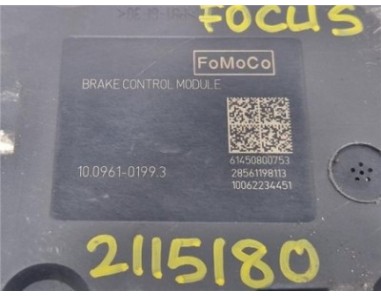 FOCUS
FoMoCo
BRAKE CONTROL MODULE
61450800753
10.0961-0199.3
28561198113
10062234451
2115180